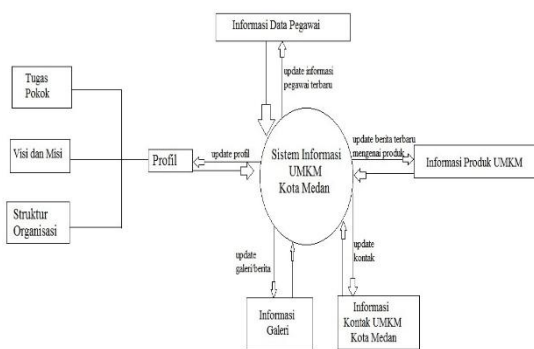 Informasi Data Pegawai
update informasi
pegawai terbaru
Tugas
Pokok
Visi dan Misi
Profil
update profil
Sistem Informasi
UMKM
Kota Medan
update berita terbaru
mengenai produk
Informasi Produk UMKM
Struktur
Organisasi
update
galeri/berita
update
kontak
Informasi
Galeri
Informasi
Kontak UMKM
Kota Medan